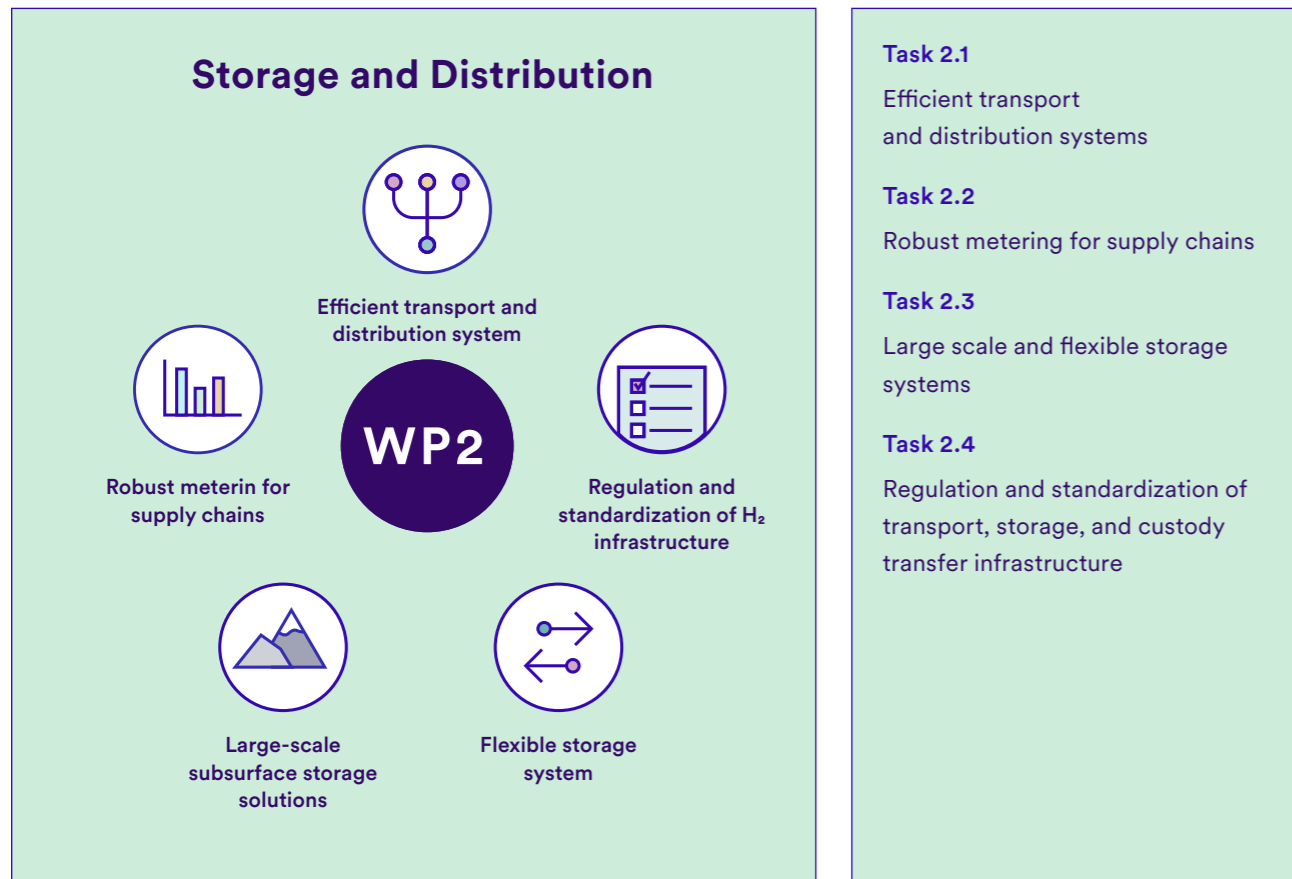 Storage and Distribution
Efficient transport and
distribution system
Robust meterin for
supply chains
WP2
Regulation and
standardization of H₂
infrastructure
Large-scale
subsurface storage
solutions
Flexible storage
system
Task 2.1
Efficient transport
and distribution systems
Task 2.2
Robust metering for supply chains
Task 2.3
Large scale and flexible storage
systems
Task 2.4
Regulation and standardization of
transport, storage, and custody
transfer infrastructure